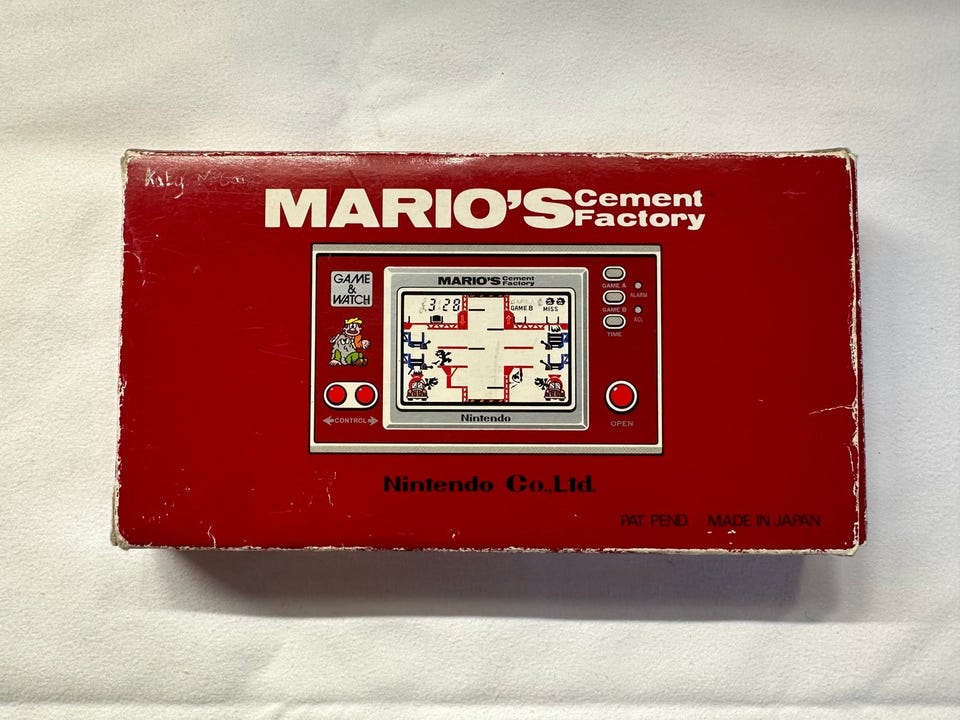 Katy
MARIO'S Cement Factory
GAME & WATCH
MARIO'S Cement Factory
3:28
GAME B MISS
GAME A
ALARM
GAME B
ACL
TIME
CONTROL
Nintendo
OPEN
Nintendo Co.,Ltd.
PAT. PEND. MADE IN JAPAN